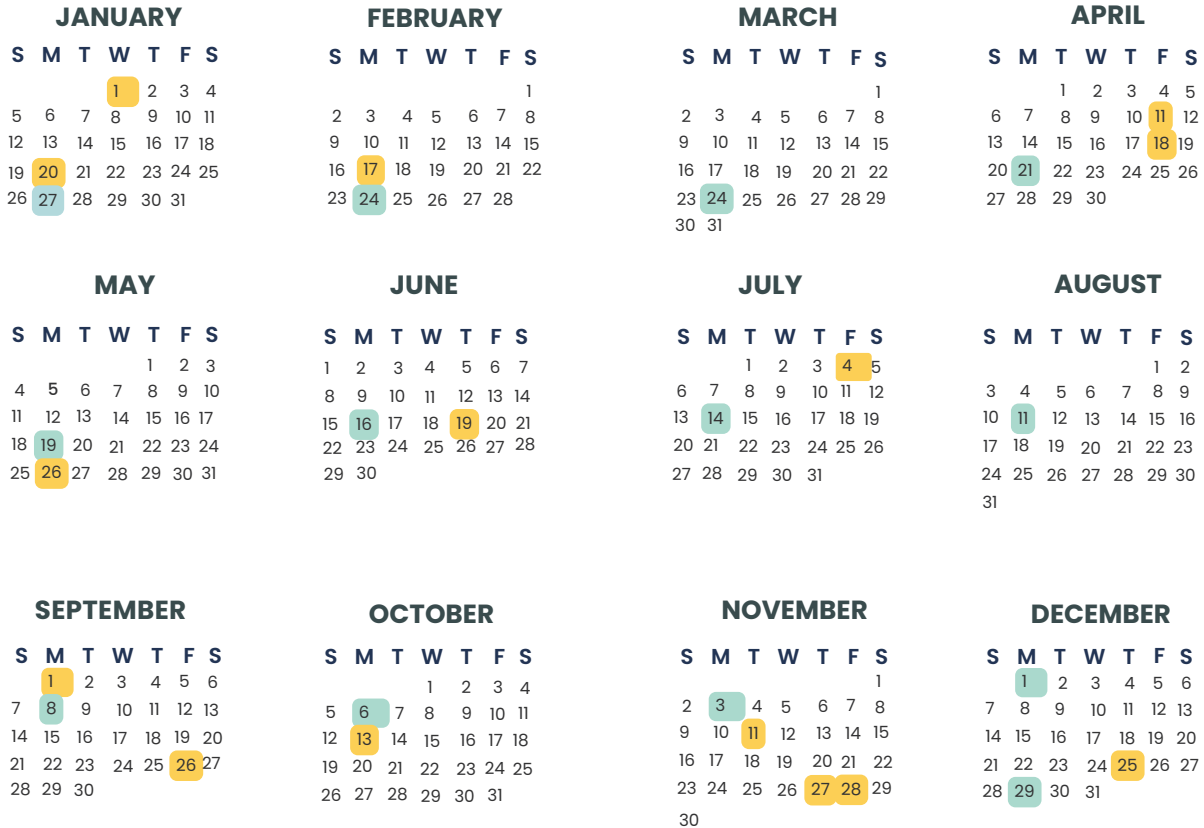 JANUARY
S M T W T F S
1 2 3 4
5 6 7 8 9 10 11
12 13 14 15 16 17 18
19 20 21 22 23 24 25
26 27 28 29 30 31
FEBRUARY
S M T W T F S
1
2 3 4 5 6 7 8
9 10 11 12 13 14 15
16 17 18 19 20 21 22
23 24 25 26 27 28
MARCH
S M T W T F S
1
2 3 4 5 6 7 8
9 10 11 12 13 14 15
16 17 18 19 20 21 22
23 24 25 26 27 28 29
30 31
APRIL
S M T W T F S
1 2 3 4 5
6 7 8 9 10 11 12
13 14 15 16 17 18 19
20 21 22 23 24 25 26
27 28 29 30
MAY
S M T W T F S
1 2 3
4 5 6 7 8 9 10
11 12 13 14 15 16 17
18 19 20 21 22 23 24
25 26 27 28 29 30 31
JUNE
S M T W T F S
1 2 3 4 5 6 7
8 9 10 11 12 13 14
15 16 17 18 19 20 21
22 23 24 25 26 27 28
29 30
JULY
S M T W T F S
1 2 3 4 5
6 7 8 9 10 11 12
13 14 15 16 17 18 19
20 21 22 23 24 25 26
27 28 29 30 31
AUGUST
S M T W T F S
1 2
3 4 5 6 7 8 9
10 11 12 13 14 15 16
17 18 19 20 21 22 23
24 25 26 27 28 29 30
31
SEPTEMBER
S M T W T F S
1 2 3 4 5 6
7 8 9 10 11 12 13
14 15 16 17 18 19 20
21 22 23 24 25 26 27
28 29 30
OCTOBER
S M T W T F S
1 2 3 4
5 6 7 8 9 10 11
12 13 14 15 16 17 18
19 20 21 22 23 24 25
26 27 28 29 30 31
NOVEMBER
S M T W T F S
1
2 3 4 5 6 7 8
9 10 11 12 13 14 15
16 17 18 19 20 21 22
23 24 25 26 27 28 29
30
DECEMBER
S M T W T F S
1 2 3 4 5 6
7 8 9 10 11 12 13
14 15 16 17 18 19 20
21 22 23 24 25 26 27
28 29 30 31